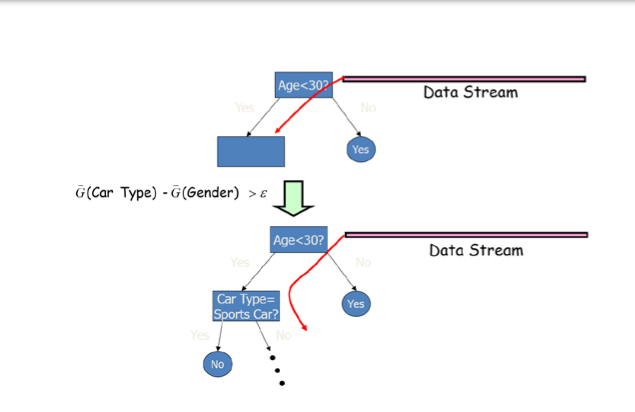 Age<30?
Data Stream
Yes
No
Yes
Ḡ(Car Type) - Ḡ(Gender) > ε
Age<30?
Data Stream
Yes
No
Car Type=
Sports Car?
Yes
Yes
No
No